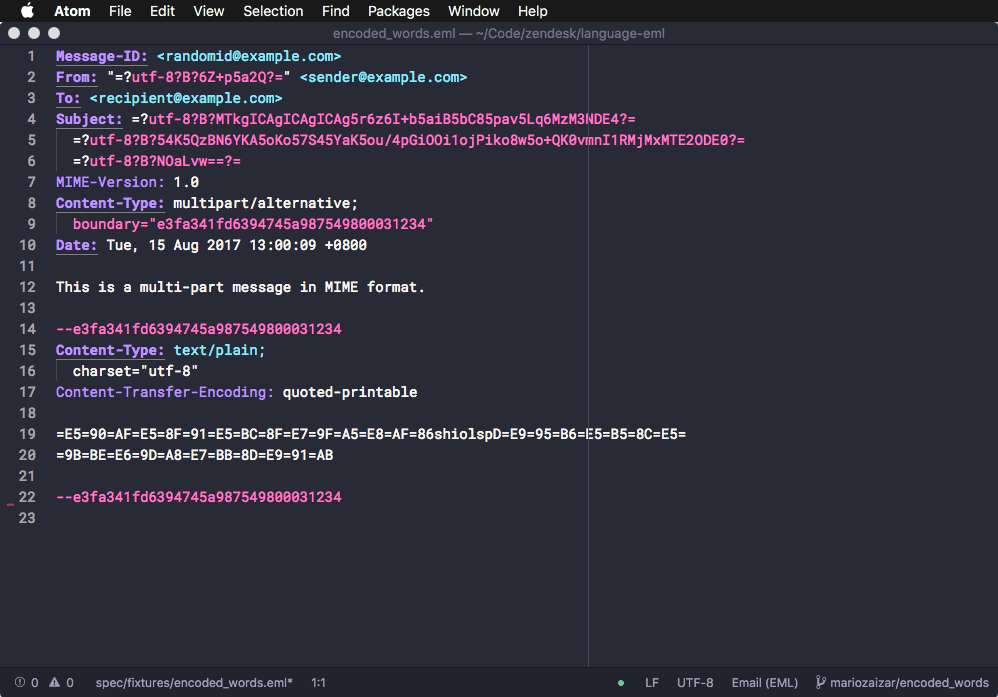 Atom File Edit View Selection Find Packages Window Help
encoded_words.eml — ~/Code/zendesk/language-eml
1 Message-ID: <randomid@example.com>
2 From: "=?utf-8?B?6Z+p5a2Q?=" <sender@example.com>
3 To: <recipient@example.com>
4 Subject: =?utf-8?B?MTkgICAgICAgICAg5r6z6I+b5aiB5bC85pav5Lq6MzM3NDE4?=
5 =?utf-8?B?54K5QzBN6YKA5oKo57S45YaK5ou/4pGiOOi1ojPiko8w5o+QK0vmnI1RMjMxMTE2ODE0?=
6 =?utf-8?B?NOaLvw==?=
7 MIME-Version: 1.0
8 Content-Type: multipart/alternative;
9 boundary="e3fa341fd6394745a987549800031234"
10 Date: Tue, 15 Aug 2017 13:00:09 +0800
11
12 This is a multi-part message in MIME format.
13
14 --e3fa341fd6394745a987549800031234
15 Content-Type: text/plain;
16 charset="utf-8"
17 Content-Transfer-Encoding: quoted-printable
18
19 =E5=90=AF=E5=8F=91=E5=BC=8F=E7=9F=A5=E8=AF=86shiolspD=E9=95=B6=E5=B5=8C=E5=
20 =9B=BE=E6=9D=A8=E7=BB=8D=E9=91=AB
21
22 --e3fa341fd6394745a987549800031234
23
0 0 spec/fixtures/encoded_words.eml* 1:1 LF UTF-8 Email (EML) mariozaizar/encoded_words